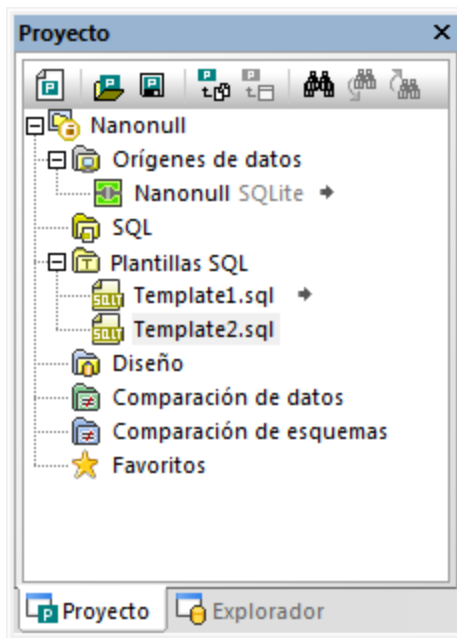 Proyecto
Nanonull
Orígenes de datos
Nanonull SQLite
SQL
Plantillas SQL
Template1.sql
Template2.sql
Diseño
Comparación de datos
Comparación de esquemas
Favoritos
Proyecto Explorador